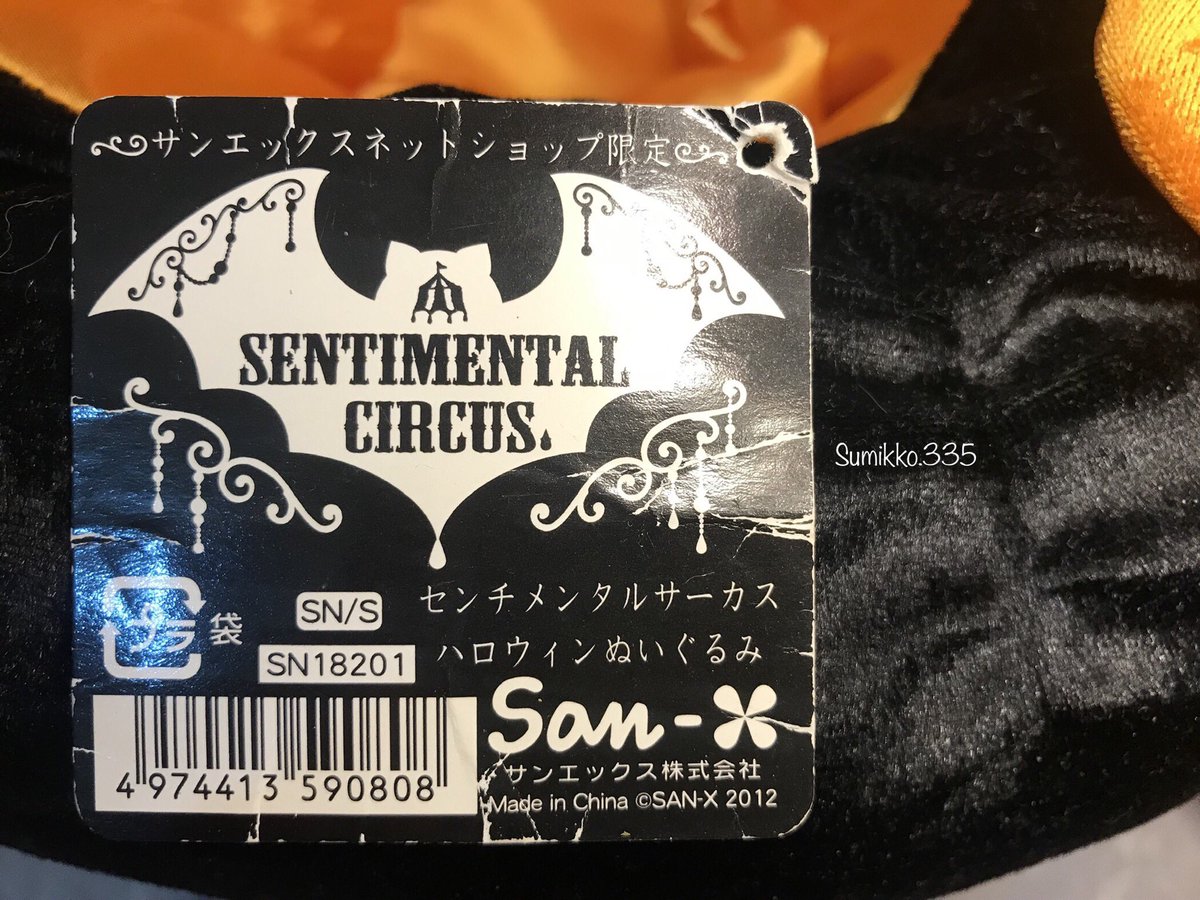 サンエックスネットショップ限定
SENTIMENTAL
CIRCUS.
Sumikko.335
プラ 袋
SN/S
SN18201
センチメンタルサーカス
ハロウィンぬいぐるみ
4 974413 590808
San-X
サンエックス株式会社
Made in China ©SAN-X 2012